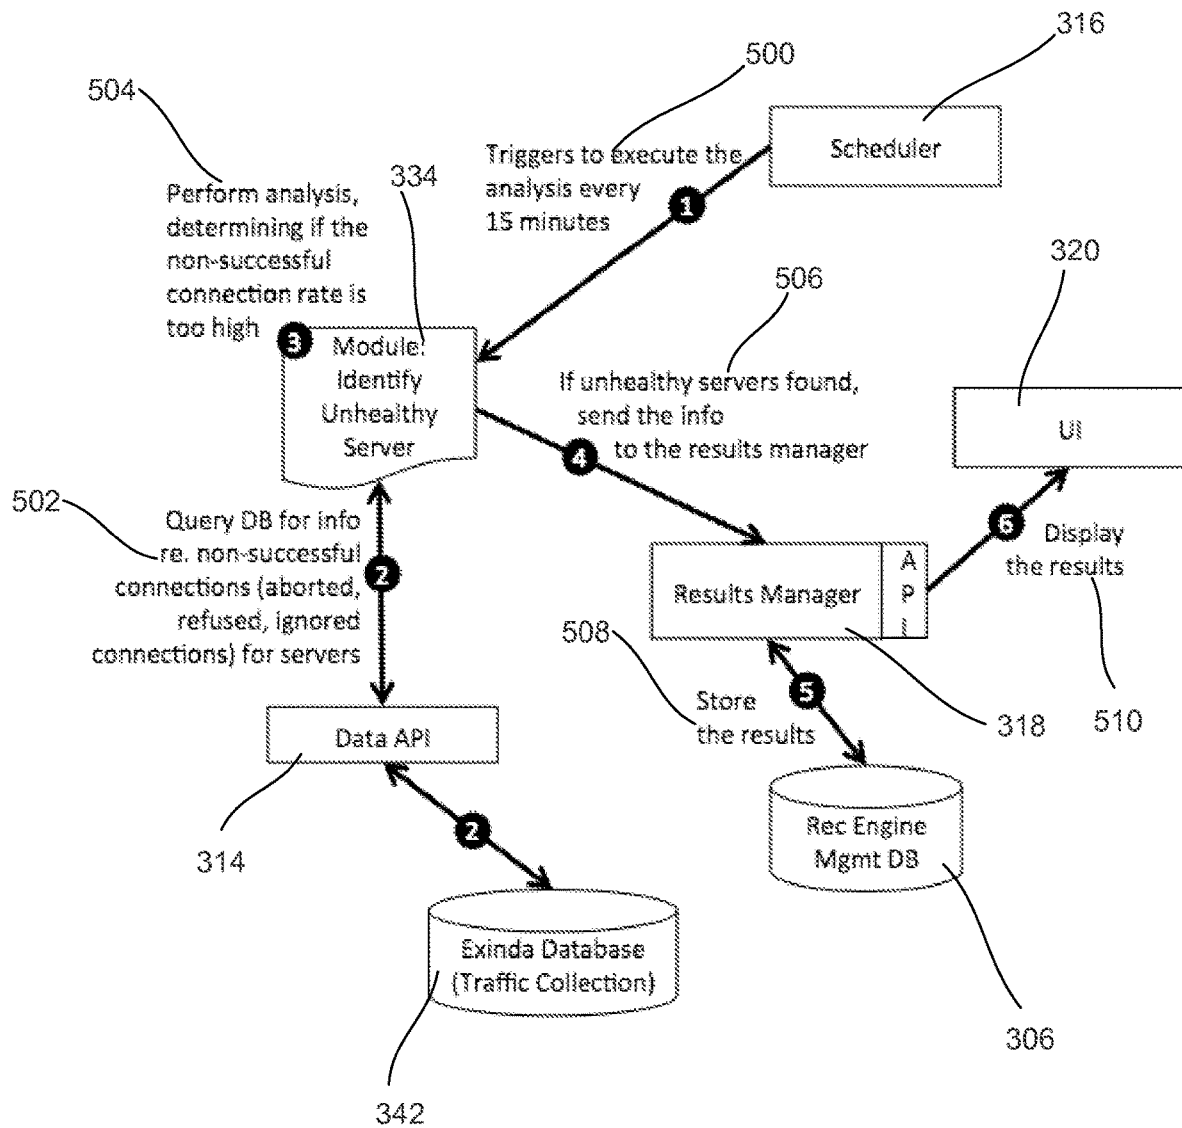 316
500
504
Scheduler
Triggers to execute the
analysis every
15 minutes
1
334
Perform analysis,
determining if the
non-successful
connection rate is
too high
320
506
3
Module:
Identify
Unhealthy
Server
If unhealthy servers found,
send the info
to the results manager
4
UI
502
Query DB for info
re. non-successful
connections (aborted,
refused, ignored
connections) for servers
2
6
Display
the results
Results Manager
A
P
I
508
5
Store
the results
318
510
Data API
314
2
Rec Engine
Mgmt DB
Exinda Database
(Traffic Collection)
306
342